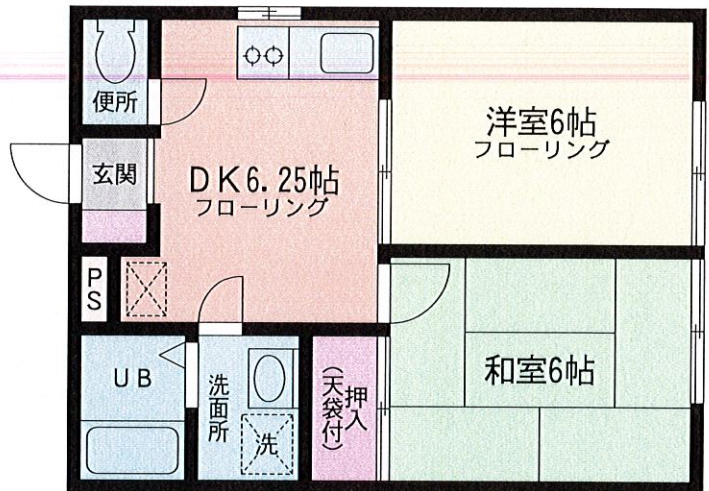 便所
玄関
DK6.25帖
フローリング
洋室6帖
フローリング
PS
UB
洗面所
洗
押入
(天袋付)
和室6帖